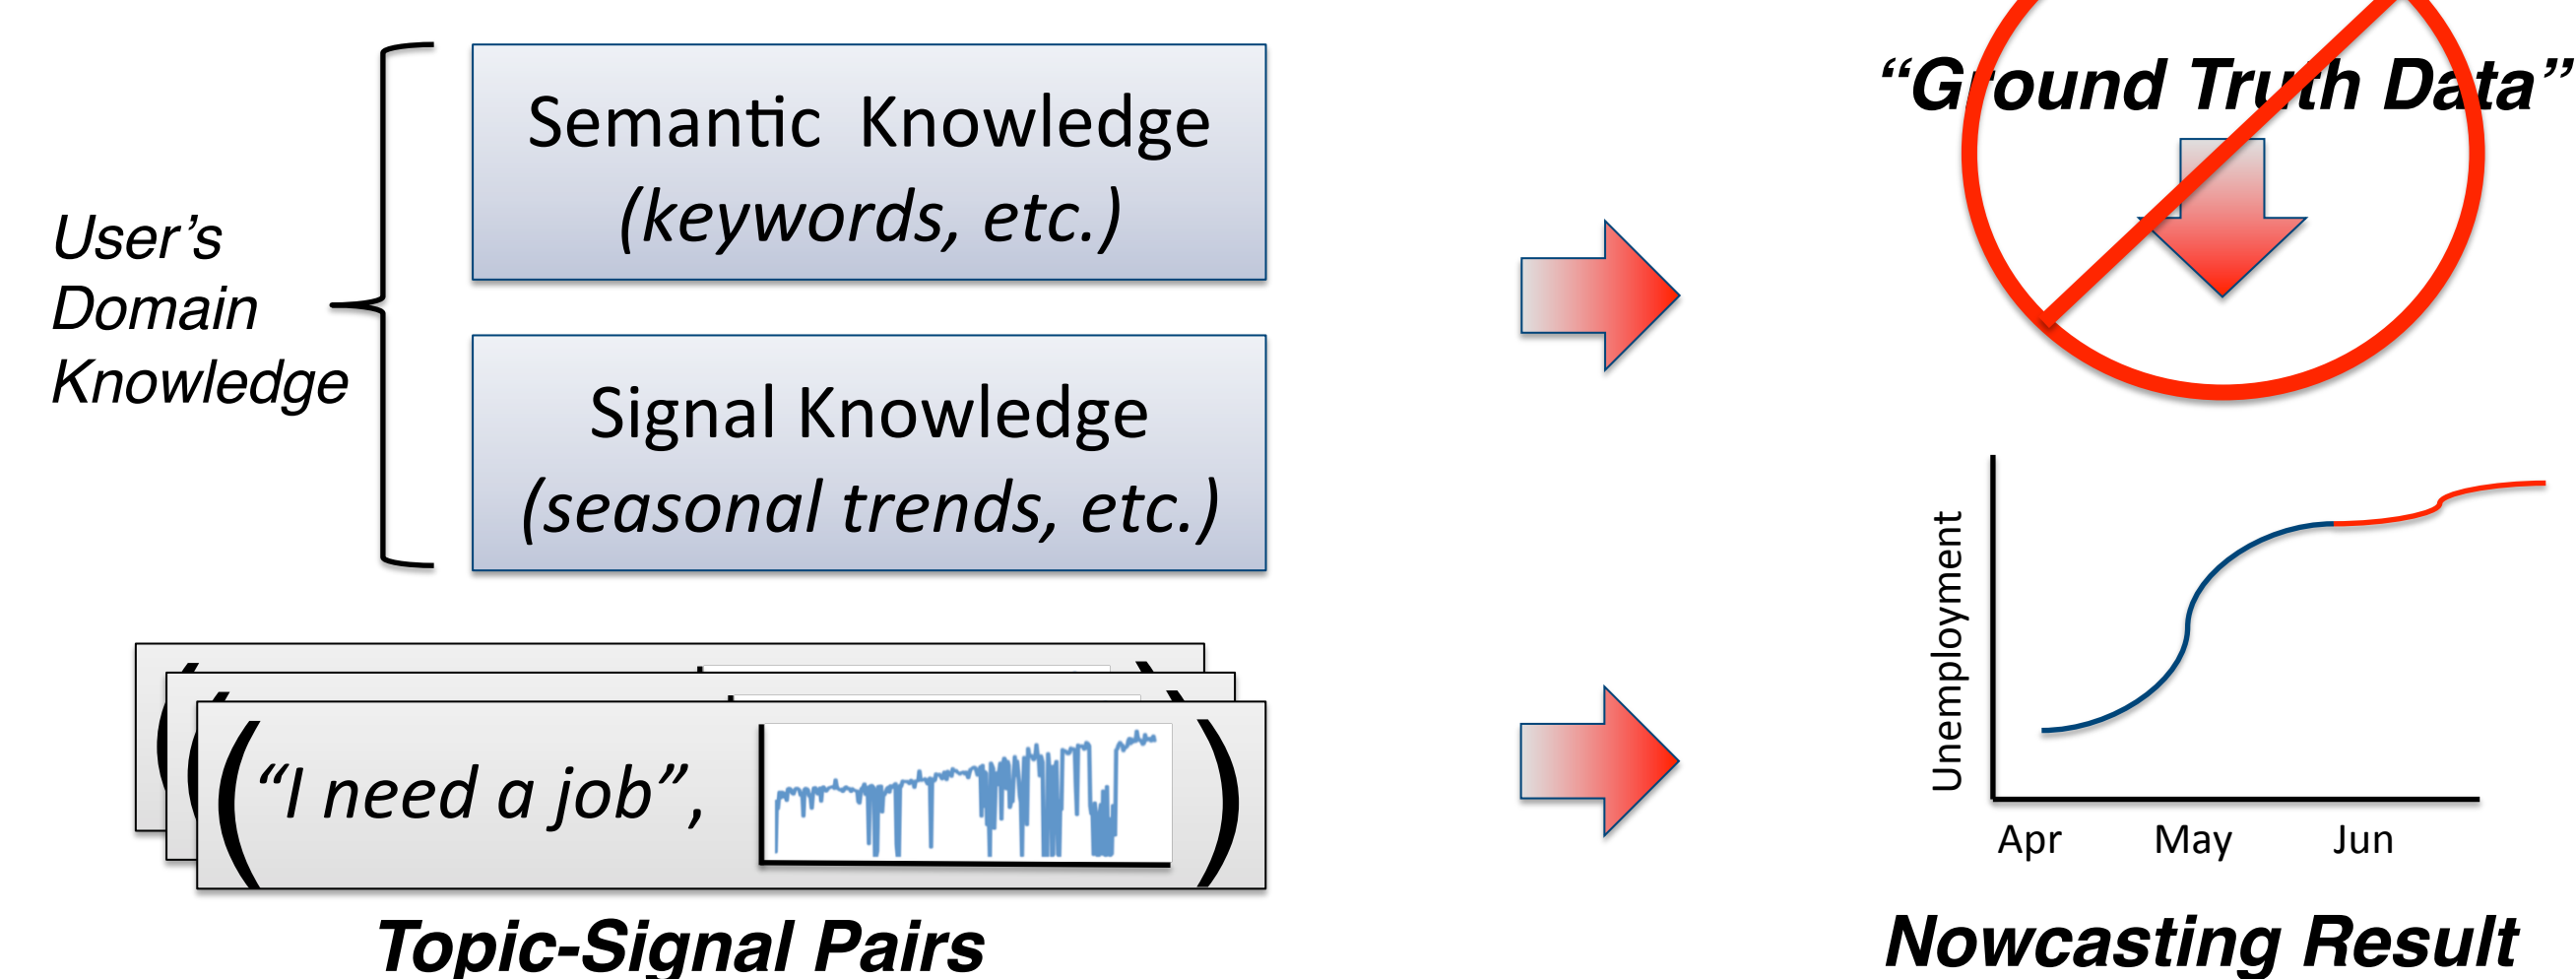 “Ground Truth Data”
Semantic Knowledge
(keywords, etc.)
User’s
Domain
Knowledge
Signal Knowledge
(seasonal trends, etc.)
(“I need a job”, )
Topic-Signal Pairs
Unemployment
Apr May Jun
Nowcasting Result